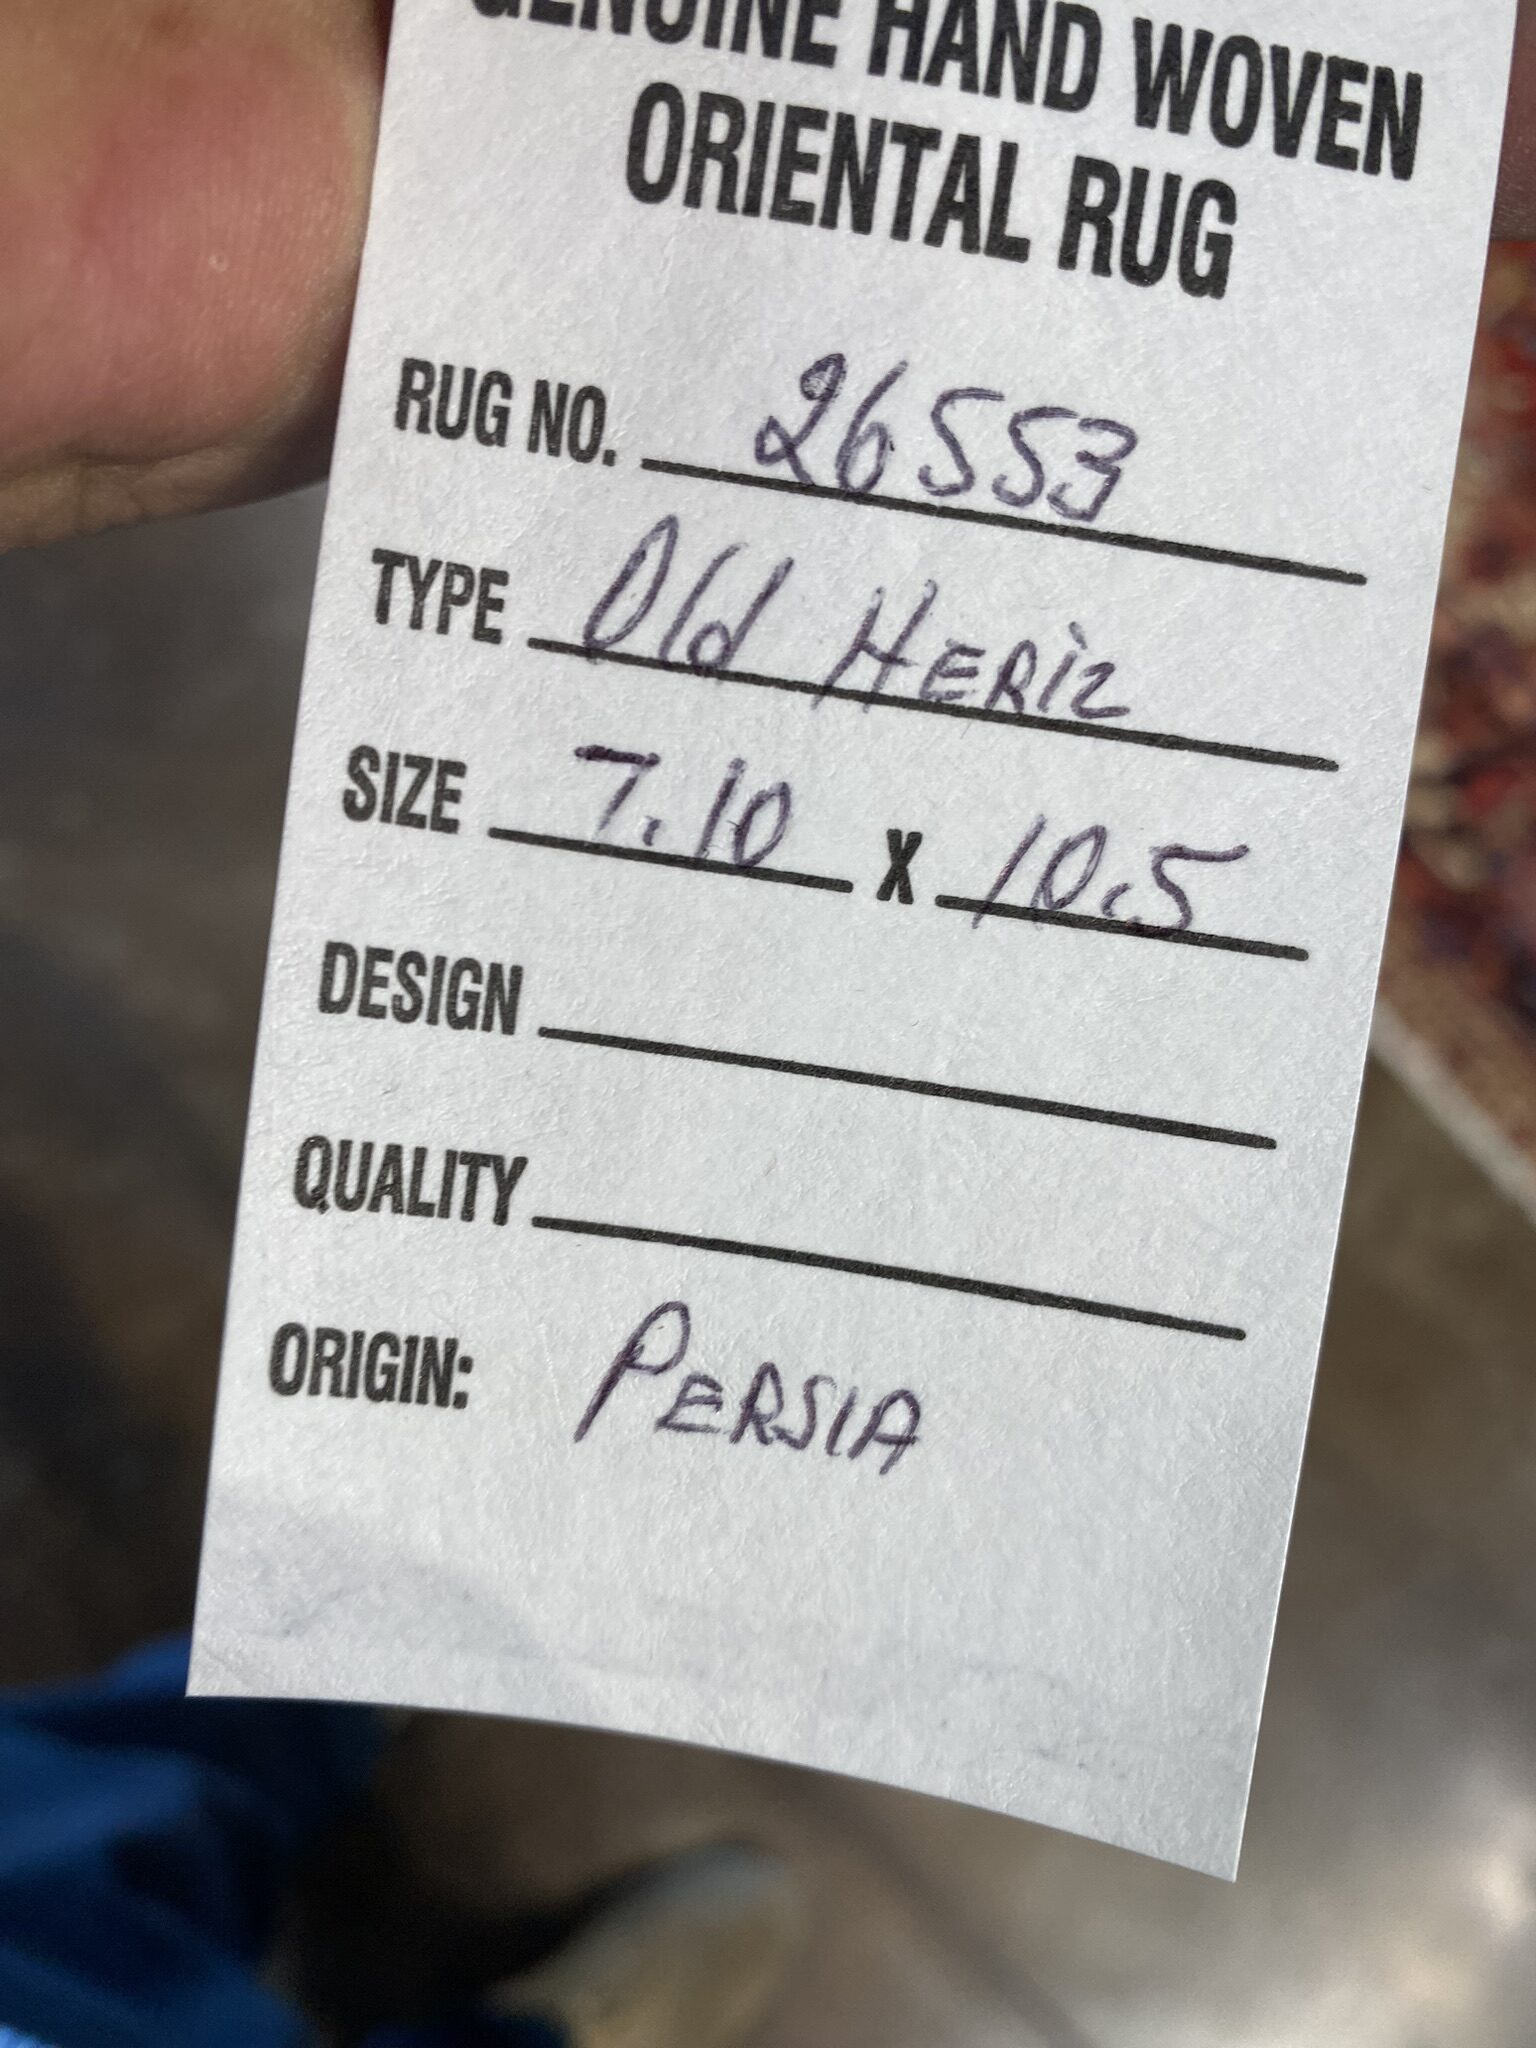 GENUINE HAND WOVEN
ORIENTAL RUG
RUG NO. 26553
TYPE Old HERiz
SIZE 7.10 X 10.5
DESIGN
QUALITY
ORIGIN: PERSIA